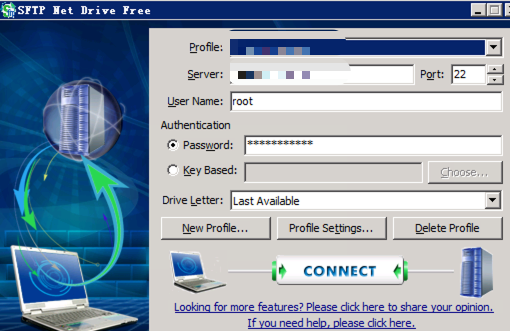 SFTP Net Drive Free
Profile:
Server:
Port: 22
User Name: root
Authentication
Password: ***********
Key Based:
Choose...
Drive Letter: Last Available
New Profile... Profile Settings... Delete Profile
CONNECT
Looking for more features? Please click here to share your opinion.
If you need help, please click here.